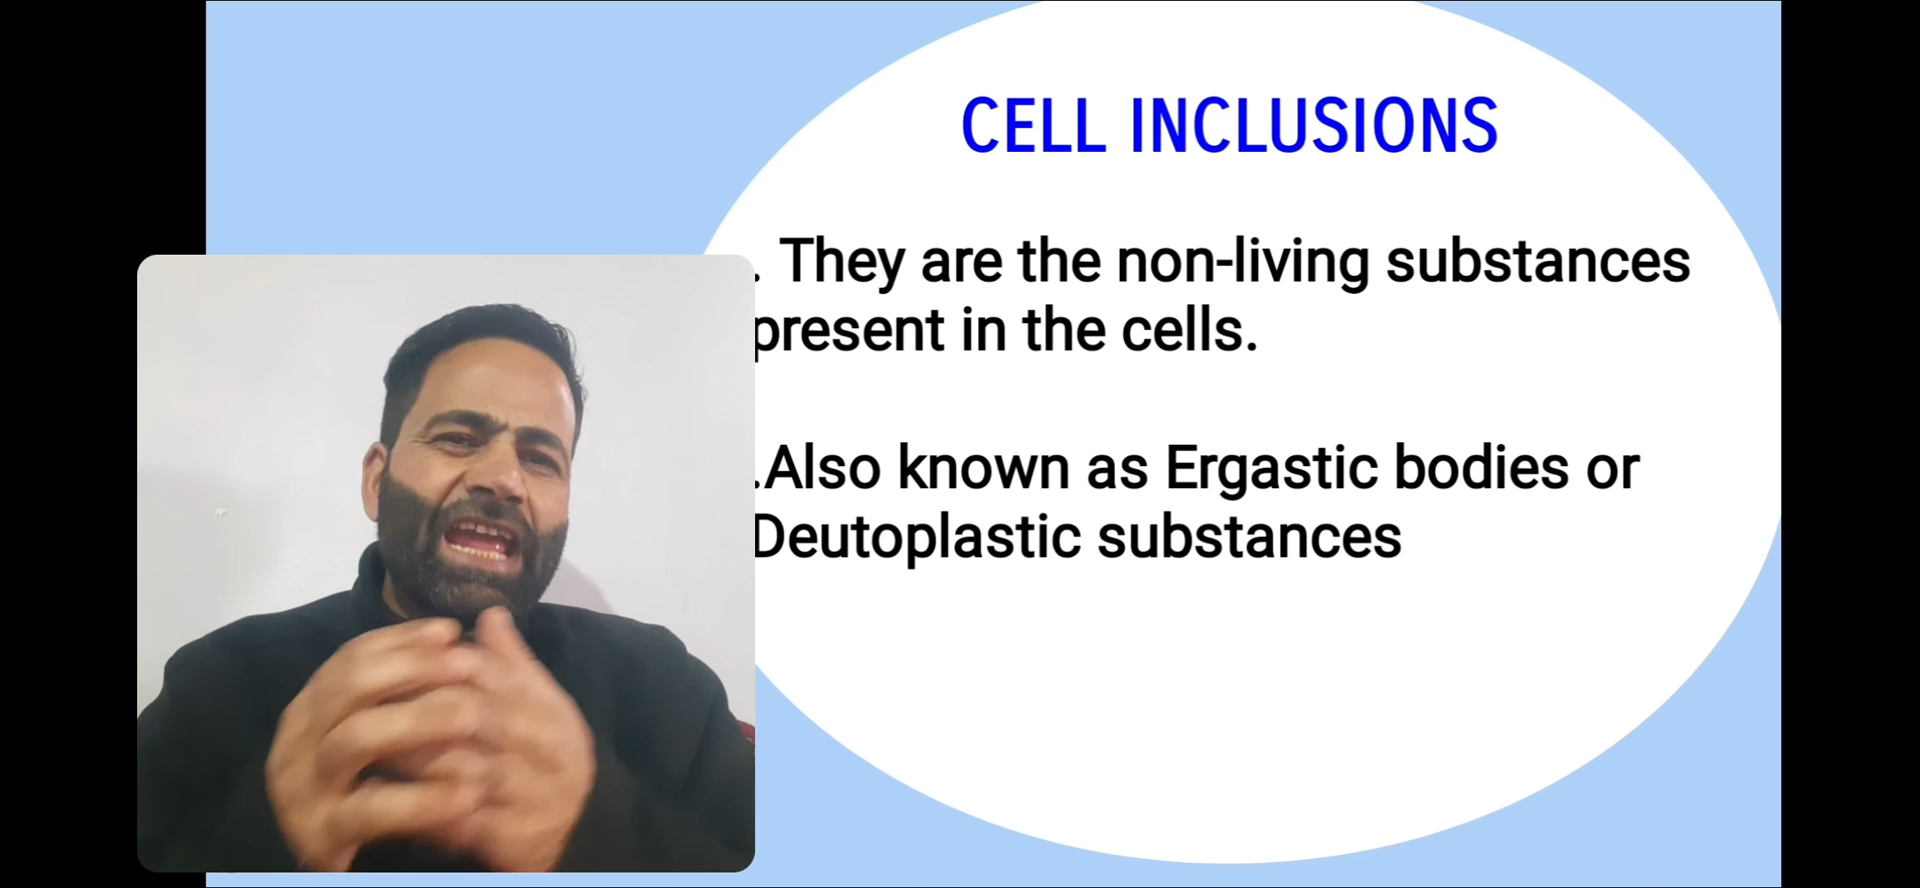 CELL INCLUSIONS
. They are the non-living substances
present in the cells.
.Also known as Ergastic bodies or
Deutoplastic substances